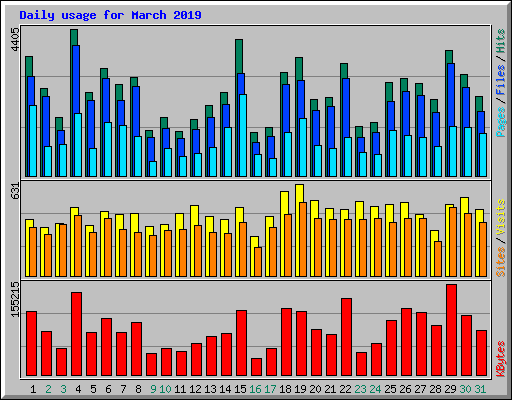 Daily usage for March 2019
4405
Pages / Files / Hits
631
Sites / Visits
155215
KBytes
1 2 3 4 5 6 7 8 9 10 11 12 13 14 15 16 17 18 19 20 21 22 23 24 25 26 27 28 29 30 31